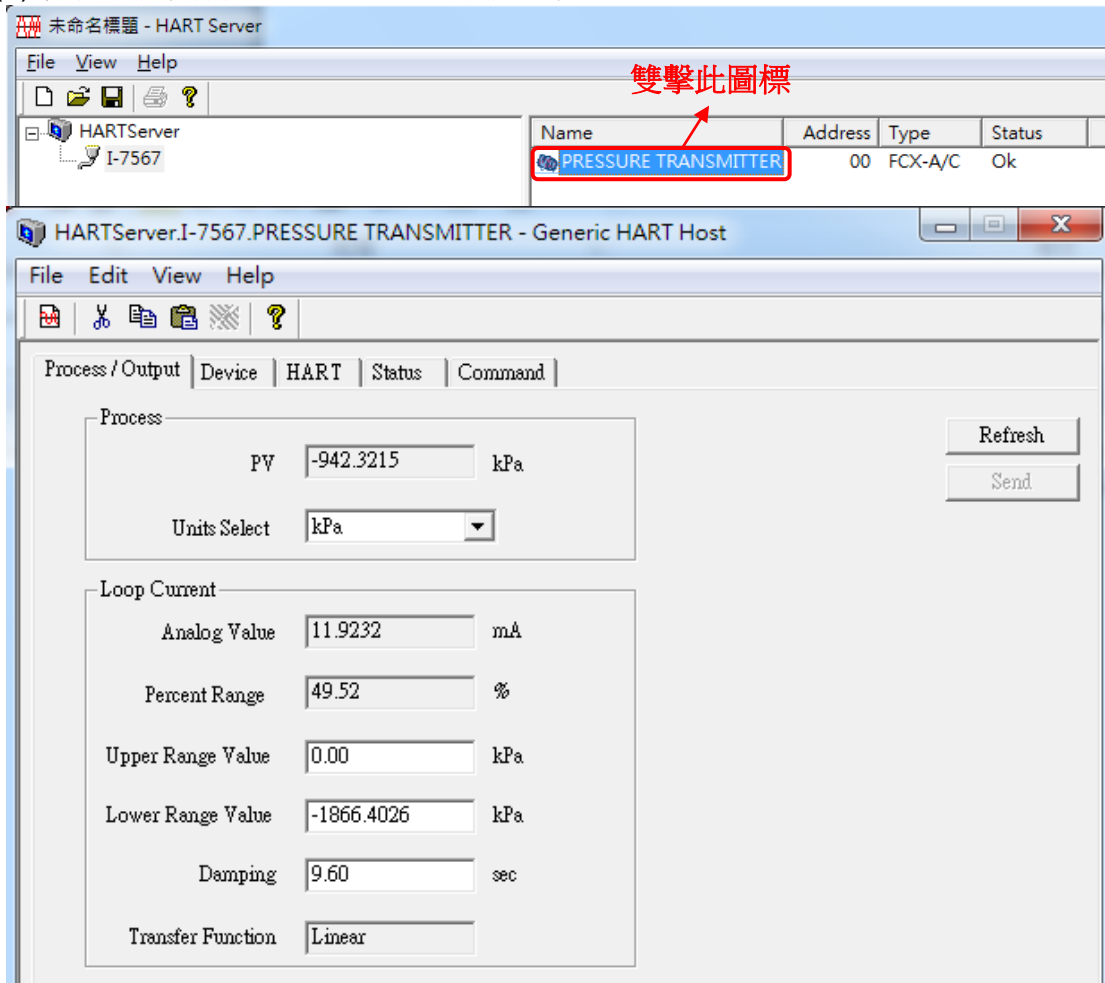 未命名標題 - HART Server
File View Help
雙擊此圖標
HARTServer
I-7567
Name Address Type Status
PRESSURE TRANSMITTER 00 FCX-A/C Ok
HARTServer.I-7567.PRESSURE TRANSMITTER - Generic HART Host
File Edit View Help
Process / Output Device HART Status Command
Process
PV -942.3215 kPa
Units Select kPa
Refresh
Send
Loop Current
Analog Value 11.9232 mA
Percent Range 49.52 %
Upper Range Value 0.00 kPa
Lower Range Value -1866.4026 kPa
Damping 9.60 sec
Transfer Function Linear